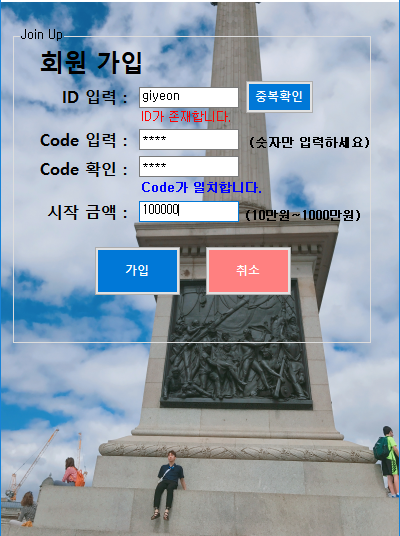 Join Up
회원 가입
ID 입력 : giyeon 중복확인
ID가 존재합니다.
Code 입력 : **** (숫자만 입력하세요)
Code 확인 : ****
Code가 일치합니다.
시작 금액 : 100000 (10만원~1000만원)
가입 취소